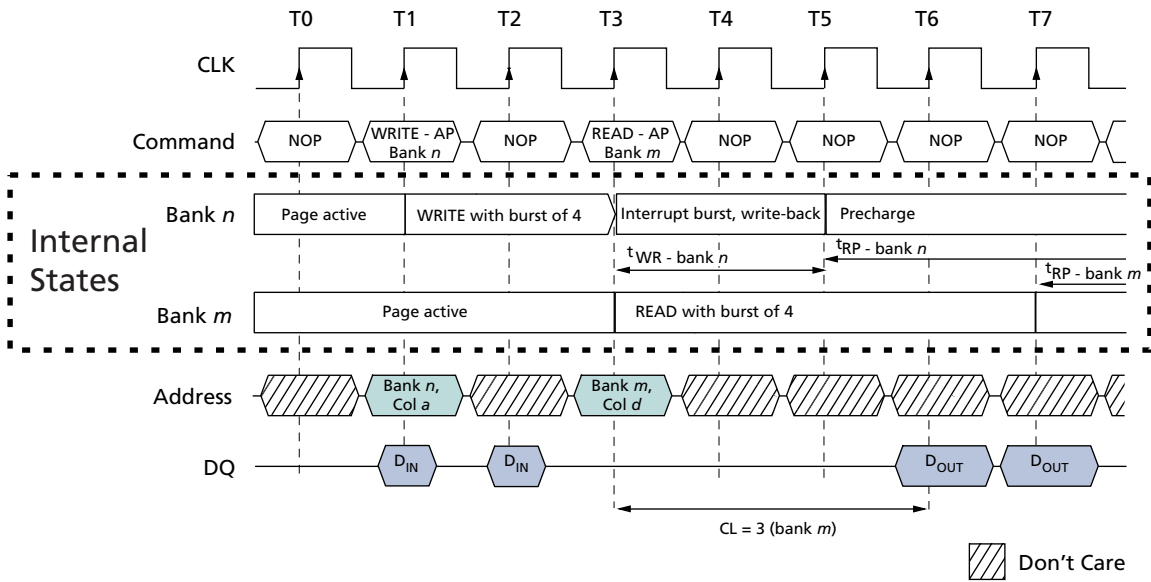 T0 T1 T2 T3 T4 T5 T6 T7
CLK
Command NOP WRITE - AP Bank n NOP READ - AP Bank m NOP NOP NOP NOP
Internal States
Bank n Page active WRITE with burst of 4 Interrupt burst, write-back Precharge
tWR - bank n tRP - bank n
tRP - bank m
Bank m Page active READ with burst of 4
Address Bank n, Col a Bank m, Col d
DQ DIN DIN DOUT DOUT
CL = 3 (bank m)
Don't Care